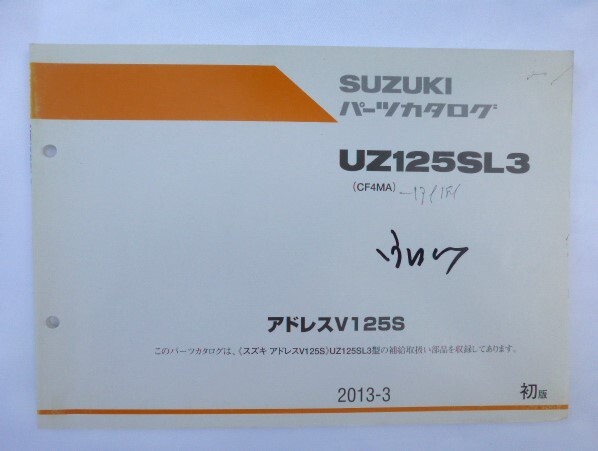 SUZUKI
パーツカタログ
UZ125SL3
(CF4MA)
アドレスV125S
このパーツカタログは、《スズキ アドレスV125S》UZ125SL3型の補給取扱い部品を収録してあります。
2013-3
初版